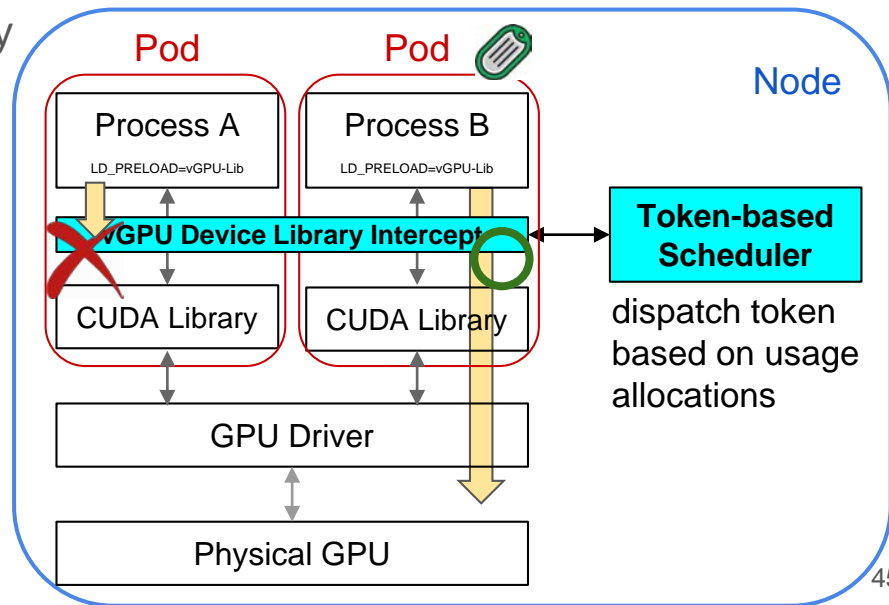 y
Pod
Pod
Node
Process A
LD_PRELOAD=vGPU-Lib
Process B
LD_PRELOAD=vGPU-Lib
vGPU Device Library Intercept
Token-based
Scheduler
CUDA Library
CUDA Library
dispatch token
based on usage
allocations
GPU Driver
Physical GPU
45